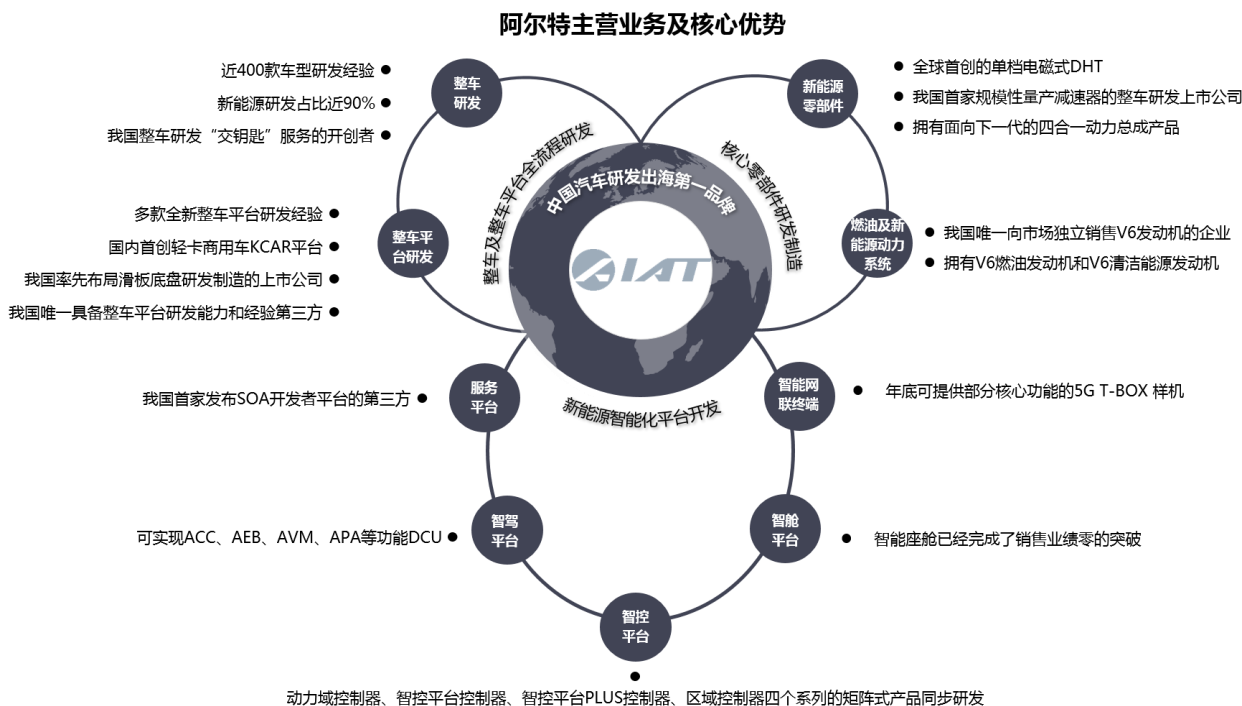 阿尔特主营业务及核心优势
近400款车型研发经验
新能源研发占比近90%
我国整车研发“交钥匙”服务的开创者
整车
研发
多款全新整车平台研发经验
国内首创轻卡商用车KCAR平台
我国率先布局滑板底盘研发制造的上市公司
我国唯一具备整车平台研发能力和经验第三方
整车平
台研发
整车及整车平台全流程研发
中国汽车研发出海第一品牌
IAT
核心零部件研发制造
新能源
零部件
全球首创的单档电磁式DHT
我国首家规模性量产减速器的整车研发上市公司
拥有面向下一代的四合一动力总成产品
燃油及新
能源动力
系统
我国唯一向市场独立销售V6发动机的企业
拥有V6燃油发动机和V6清洁能源发动机
新能源智能化平台开发
我国首家发布SOA开发者平台的第三方
服务
平台
智能网
联终端
年底可提供部分核心功能的5G T-BOX 样机
可实现ACC、AEB、AVM、APA等功能DCU
智驾
平台
智舱
平台
智能座舱已经完成了销售业绩零的突破
智控
平台
动力域控制器、智控平台控制器、智控平台PLUS控制器、区域控制器四个系列的矩阵式产品同步研发